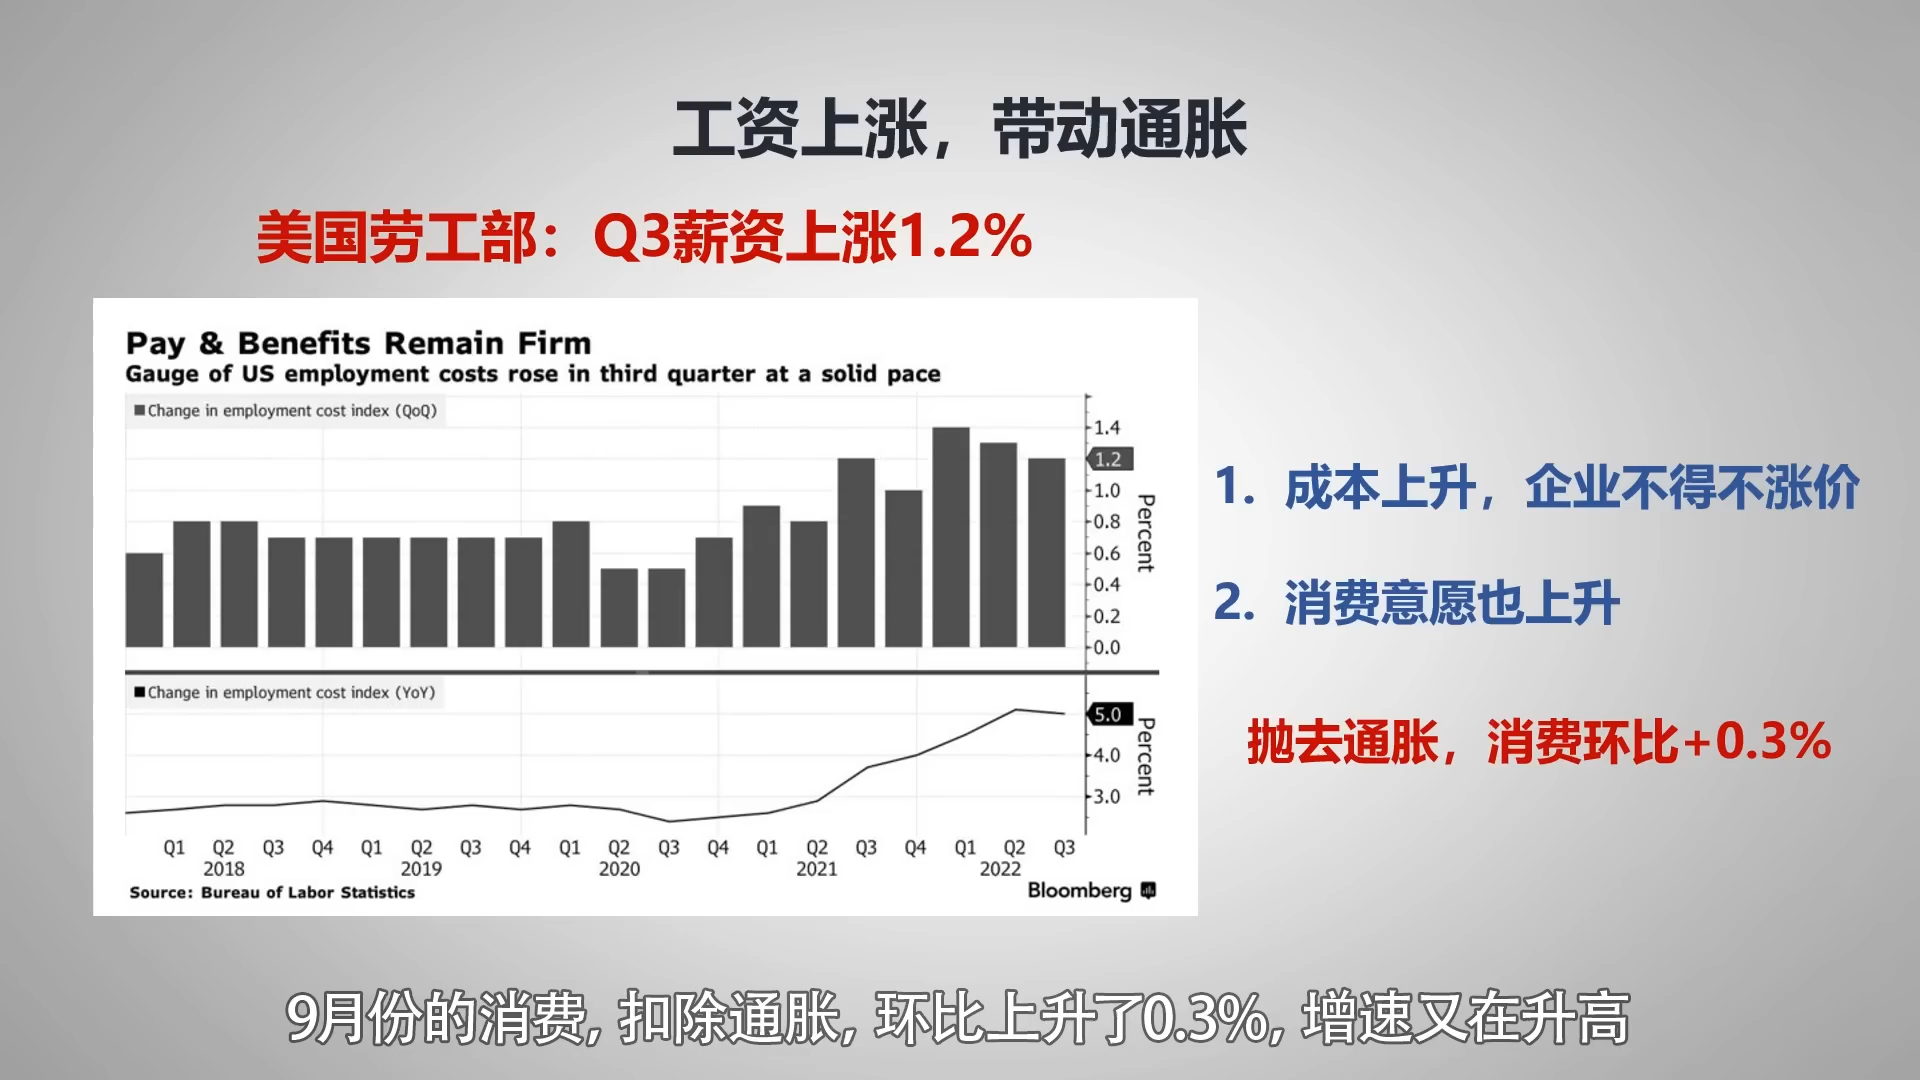 工资上涨，带动通胀
美国劳工部：Q3薪资上涨1.2%
Pay & Benefits Remain Firm
Gauge of US employment costs rose in third quarter at a solid pace
Change in employment cost index (QoQ)
1.4
1.2
1.0
0.8
0.6
0.4
0.2
0.0
Percent
Change in employment cost index (YoY)
5.0
4.0
3.0
Percent
Q1 Q2 Q3 Q4 Q1 Q2 Q3 Q4 Q1 Q2 Q3 Q4 Q1 Q2 Q3 Q4 Q1 Q2 Q3
2018 2019 2020 2021 2022
Source: Bureau of Labor Statistics
Bloomberg
1. 成本上升，企业不得不涨价
2. 消费意愿也上升
抛去通胀，消费环比+0.3%
9月份的消费, 扣除通胀, 环比上升了0.3%, 增速又在升高